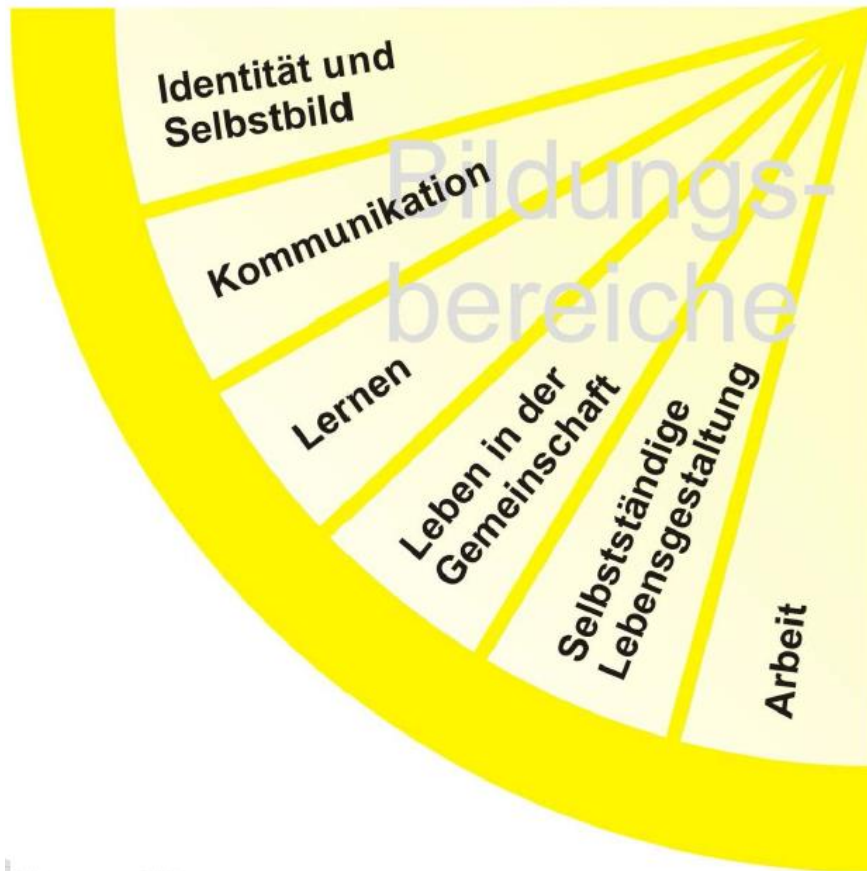 Bildungs-
bereiche
Identität und
Selbstbild
Kommunikation
Lernen
Leben in der
Gemeinschaft
Selbstständige
Lebensgestaltung
Arbeit